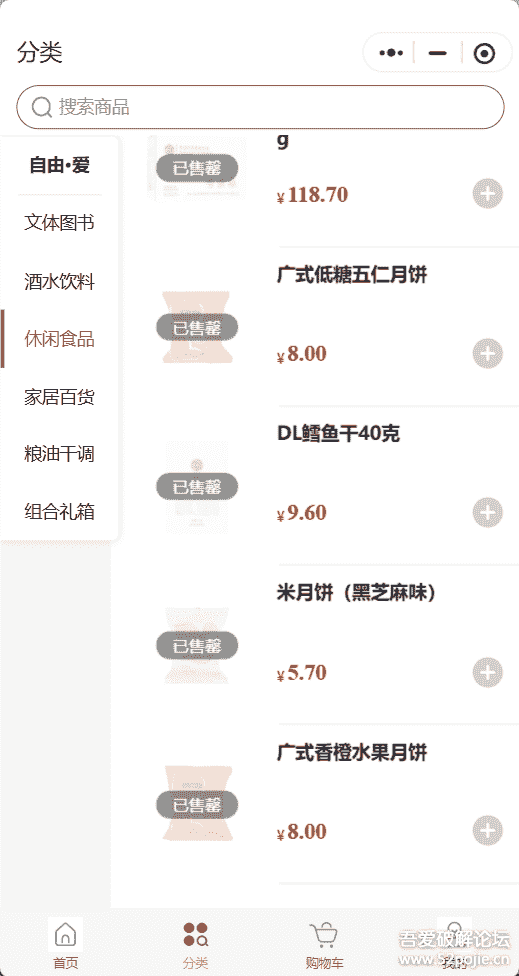 分类
搜索商品
自由·爱
文体图书
酒水饮料
休闲食品
家居百货
粮油干调
组合礼箱
g
已售罄
¥118.70
广式低糖五仁月饼
已售罄
¥8.00
DL鳕鱼干40克
已售罄
¥9.60
米月饼（黑芝麻味）
已售罄
¥5.70
广式香橙水果月饼
已售罄
¥8.00
首页
分类
购物车
我的
吾爱破解论坛
www.52pojie.cn